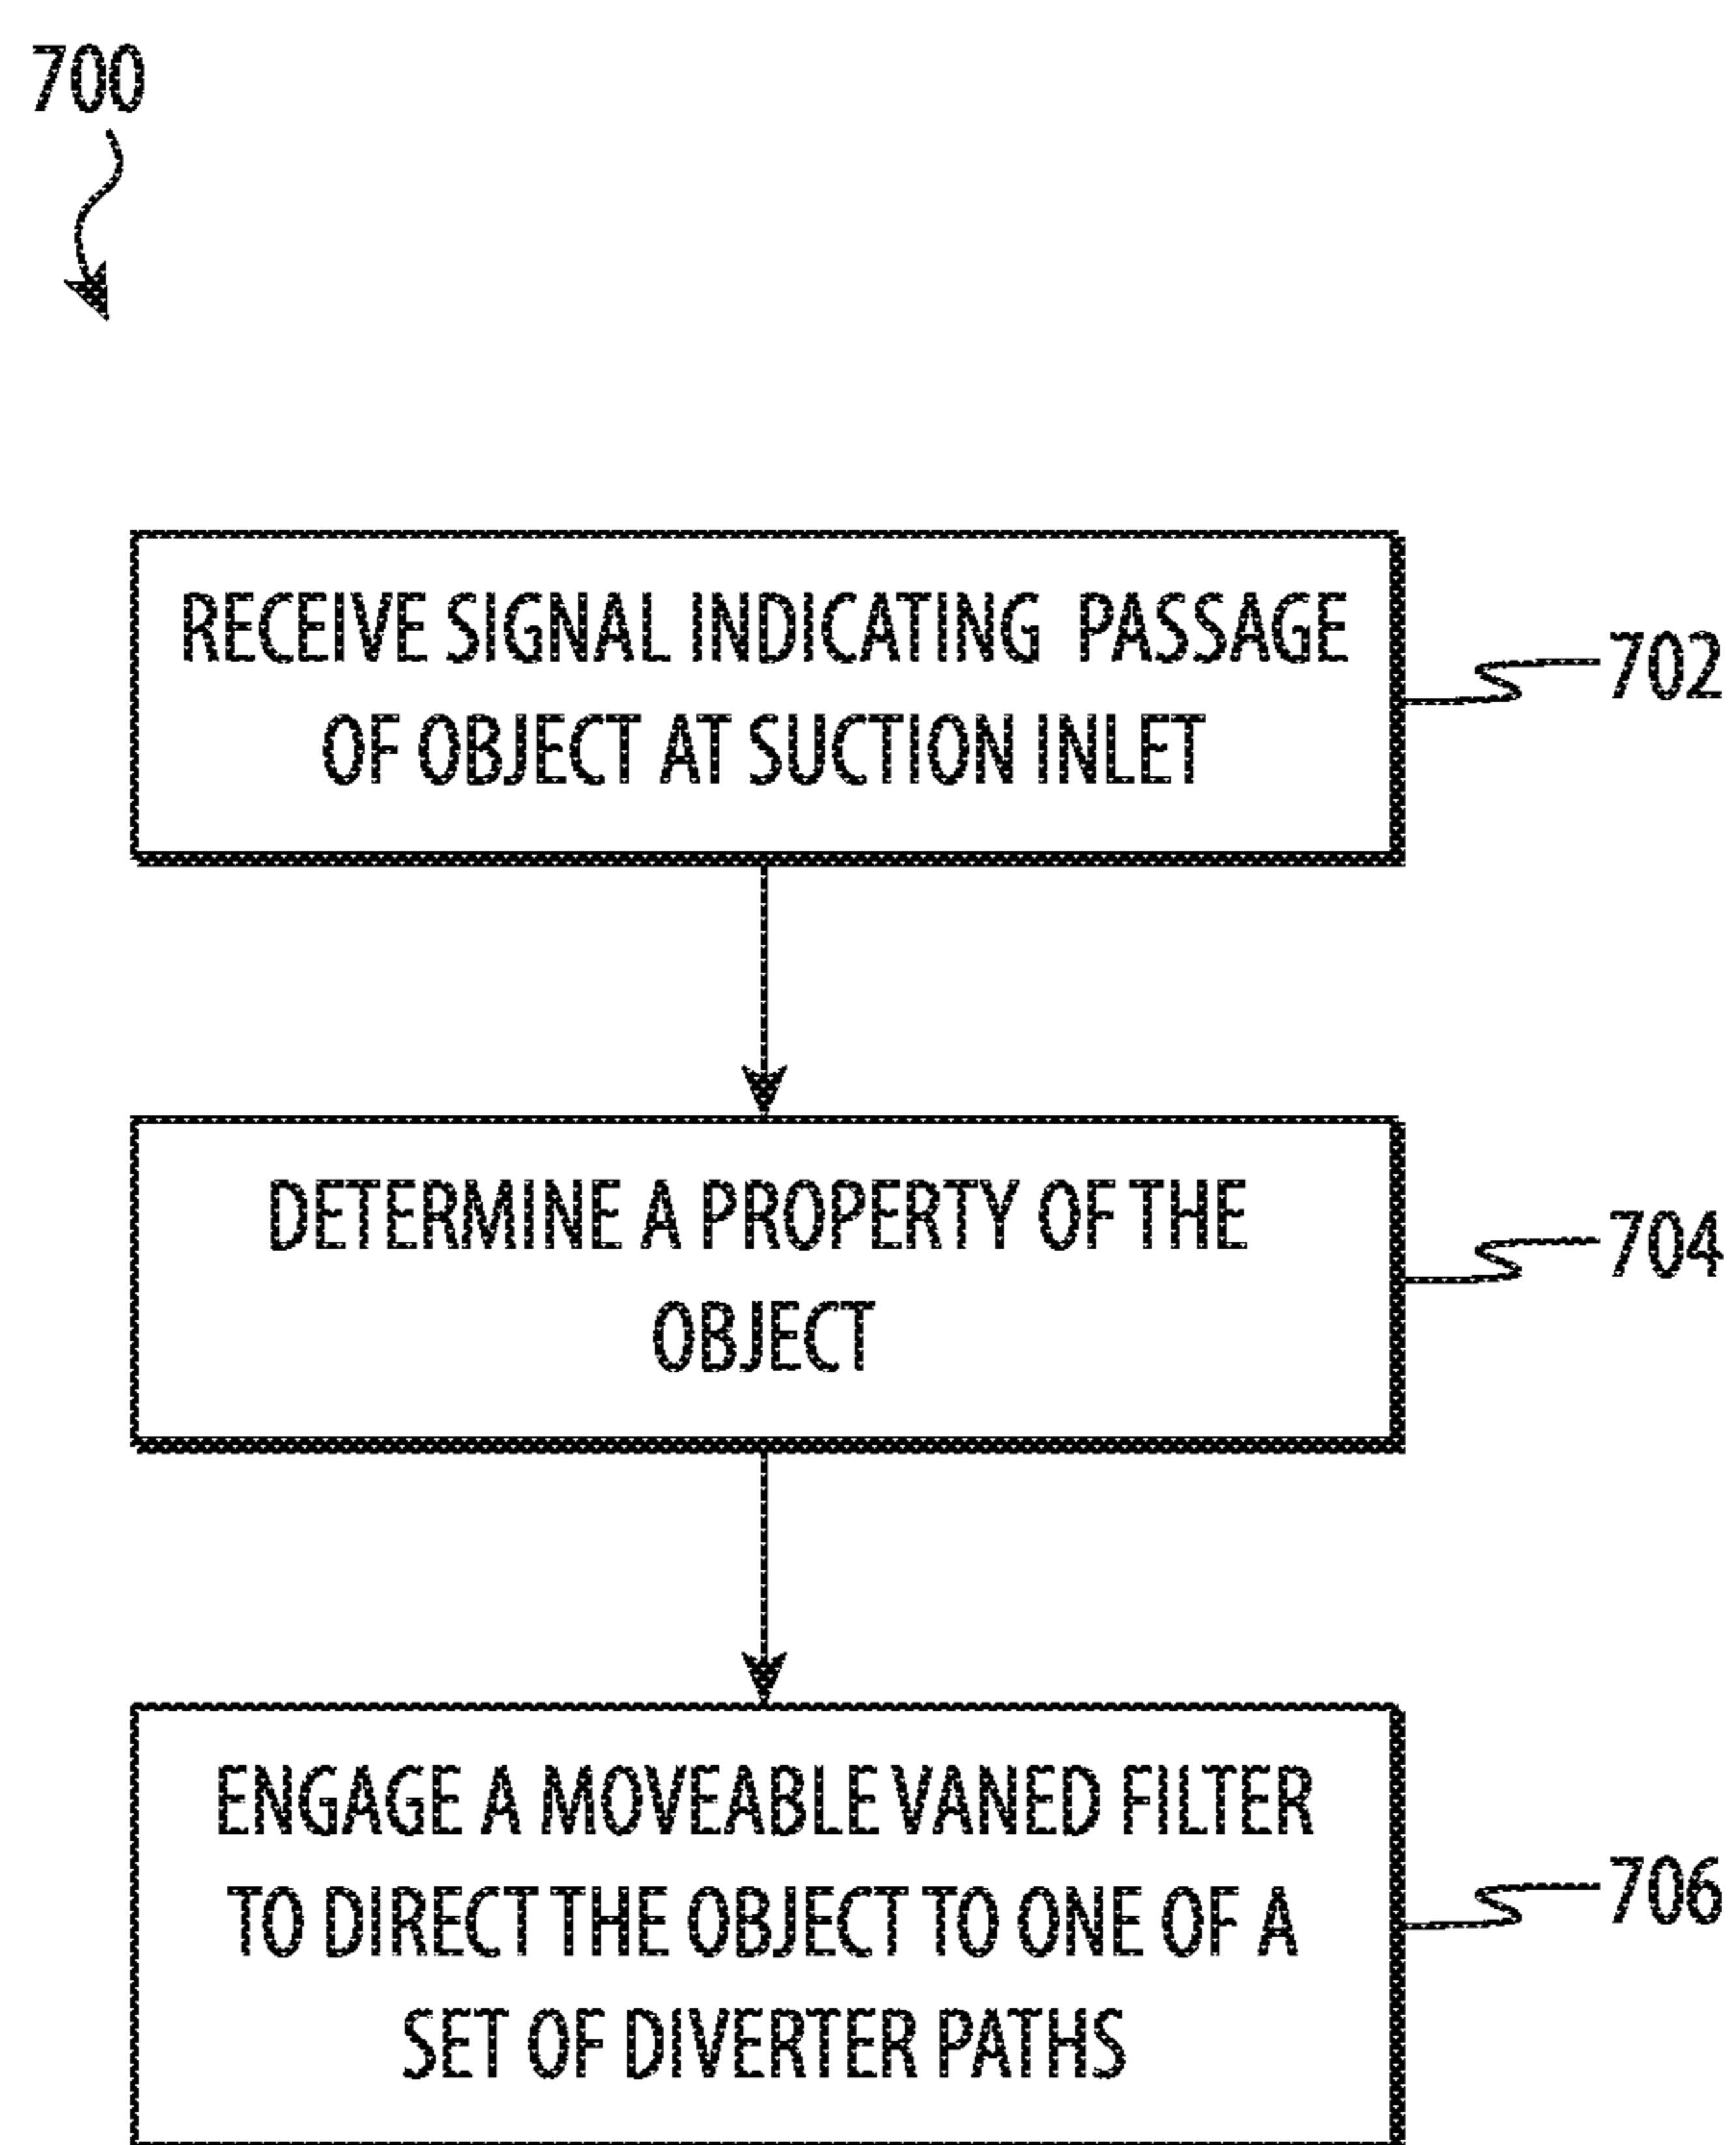 700
RECEIVE SIGNAL INDICATING PASSAGE
OF OBJECT AT SUCTION INLET
702
DETERMINE A PROPERTY OF THE
OBJECT
704
ENGAGE A MOVEABLE VANED FILTER
TO DIRECT THE OBJECT TO ONE OF A
SET OF DIVERTER PATHS
706